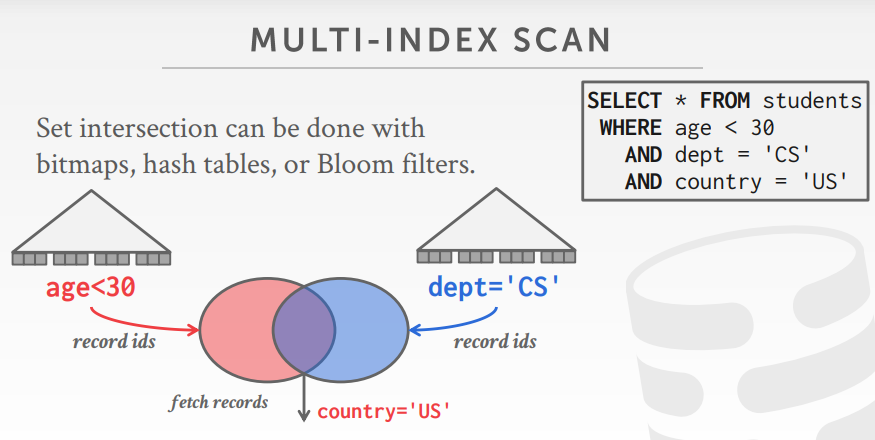 MULTI-INDEX SCAN
SELECT * FROM students
WHERE age < 30
AND dept = 'CS'
AND country = 'US'
Set intersection can be done with
bitmaps, hash tables, or Bloom filters.
age<30
dept='CS'
record ids
record ids
fetch records
country='US'